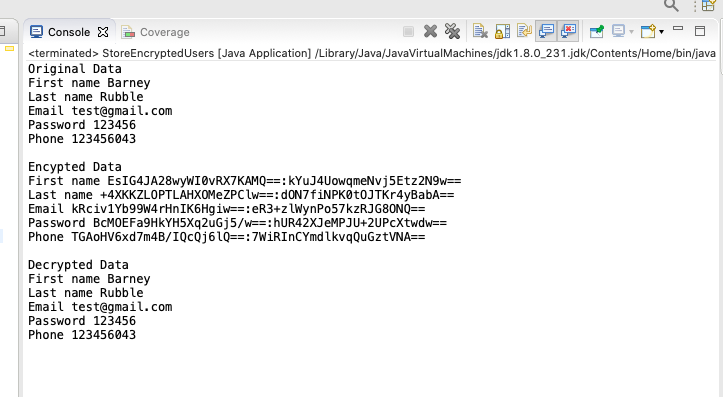 Console Coverage
<terminated> StoreEncryptedUsers [Java Application] /Library/Java/JavaVirtualMachines/jdk1.8.0_231.jdk/Contents/Home/bin/java
Original Data
First name Barney
Last name Rubble
Email test@gmail.com
Password 123456
Phone 123456043
Encypted Data
First name EsIG4JA28wyWI0vRX7KAMQ==:kYuJ4UowqmeNvj5Etz2N9w==
Last name +4XKKZLOPTLAHXOMeZPClw==:dON7fiNPK0tOJTKr4yBabA==
Email kRciv1Yb99W4rHnIK6Hgiw==:eR3+zlWynPo57kzRJG8ONQ==
Password BcMOEFa9HkYH5Xq2uGj5/w==:hUR42XJeMPJU+2UPcXtwdw==
Phone TGAoHV6xd7m4B/IQcQj6lQ==:7WiRInCYmdlkvqQuGztVNA==
Decrypted Data
First name Barney
Last name Rubble
Email test@gmail.com
Password 123456
Phone 123456043